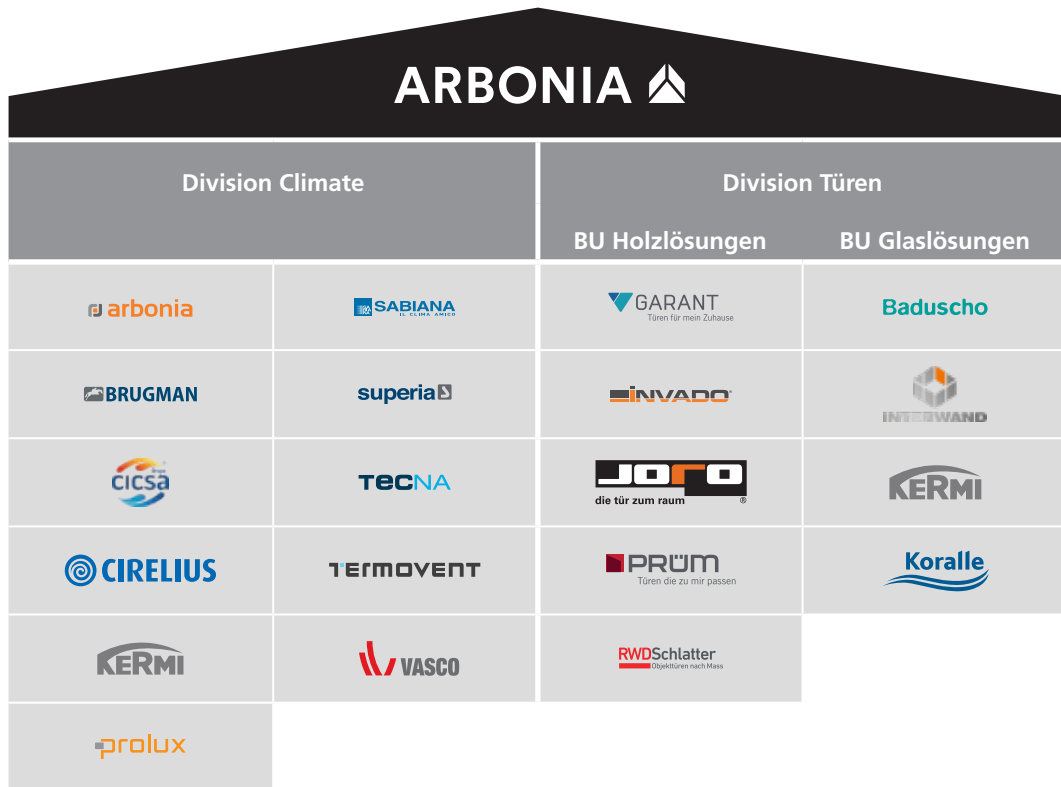 ARBONIA
Division Climate
Division Türen
BU Holzlösungen
BU Glaslösungen
arbonia
SABIANA
IL CLIMA AMICO
GARANT
Türen für mein Zuhause
Baduscho
BRUGMAN
superia
INVADO
INTERWAND
Grupo
cicsa
TECNA
JORO
die tür zum raum
®
KERMI
CIRELIUS
TERMOVENT
PRÜM
Türen die zu mir passen
Koralle
KERMI
VASCO
RWDSchlatter
Objekttüren nach Mass
prolux